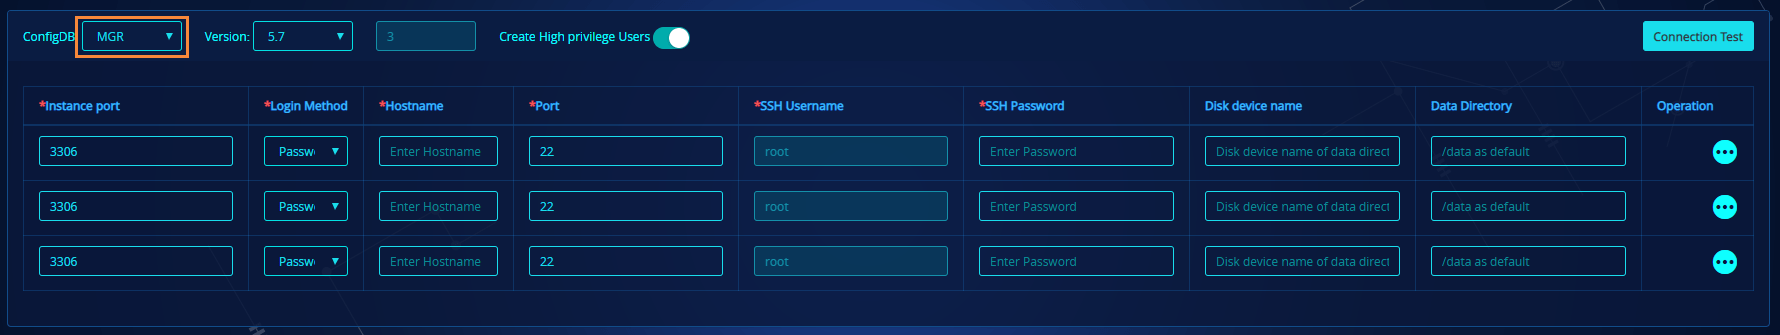 ConfigDB MGR Version: 5.7 3 Create High privilege Users Connection Test
*Instance port *Login Method *Hostname *Port *SSH Username *SSH Password Disk device name Data Directory Operation
3306 Passw Enter Hostname 22 root Enter Password Disk device name of data direct /data as default
3306 Passw Enter Hostname 22 root Enter Password Disk device name of data direct /data as default
3306 Passw Enter Hostname 22 root Enter Password Disk device name of data direct /data as default